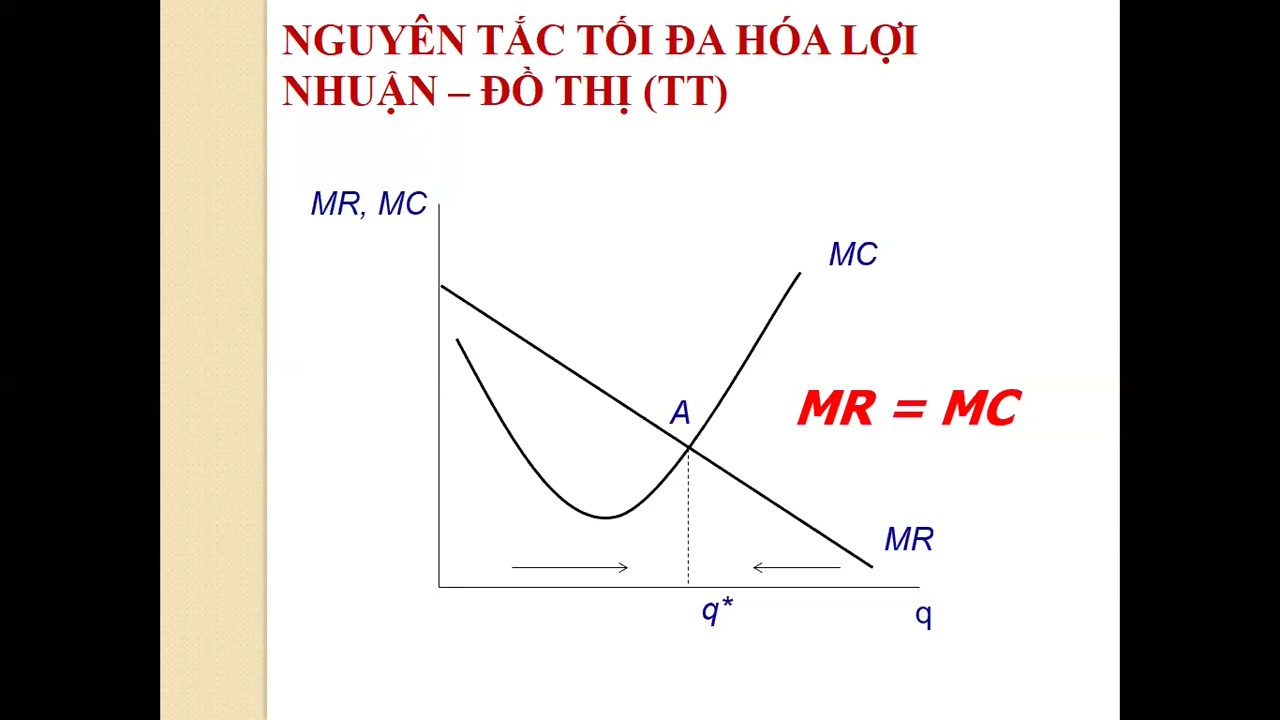 NGUYÊN TẮC TỐI ĐA HÓA LỢI
NHUẬN – ĐỒ THỊ (TT)
MR, MC
MC
A
MR = MC
MR
q*
q